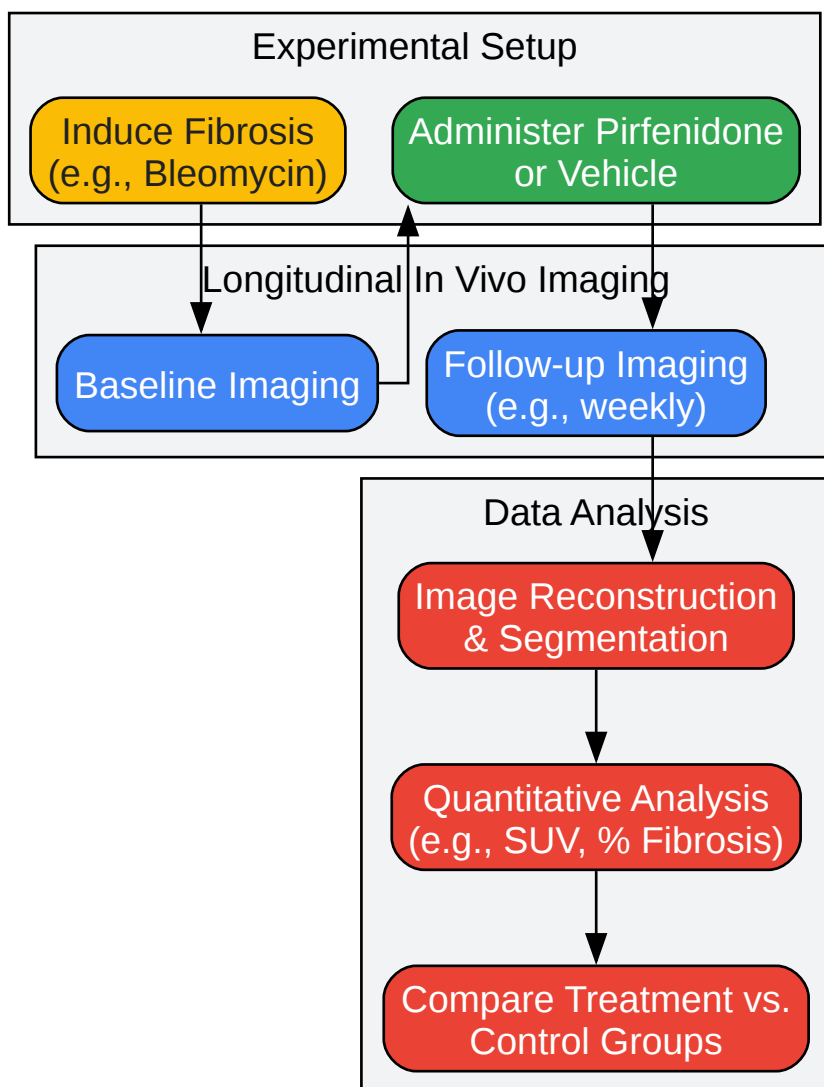 Experimental Setup
Induce Fibrosis
(e.g., Bleomycin)
Administer Pirfenidone
or Vehicle
Longitudinal In Vivo Imaging
Baseline Imaging
Follow-up Imaging
(e.g., weekly)
Data Analysis
Image Reconstruction
& Segmentation
Quantitative Analysis
(e.g., SUV, % Fibrosis)
Compare Treatment vs.
Control Groups